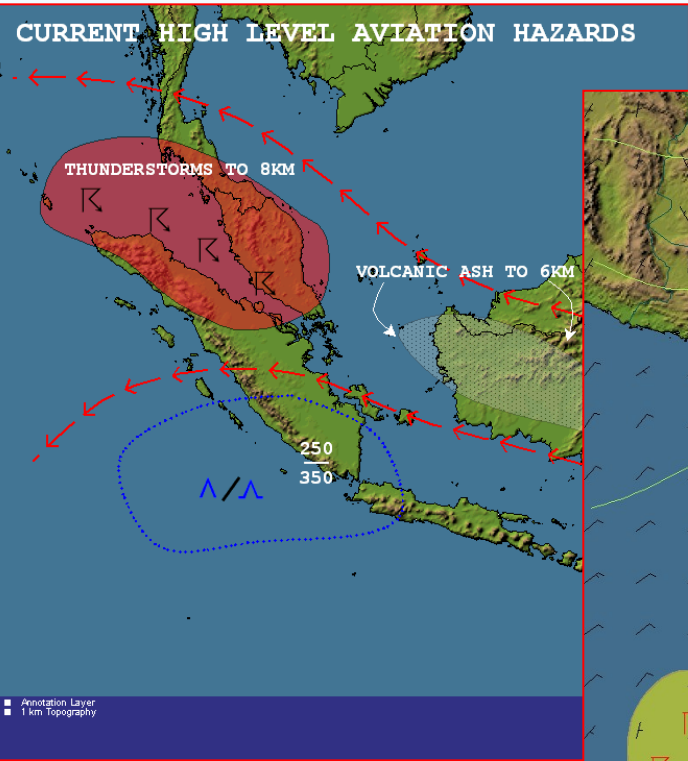 CURRENT HIGH LEVEL AVIATION HAZARDS
THUNDERSTORMS TO 8KM
VOLCANIC ASH TO 6KM
250
350
Annotation Layer
1 km Topography